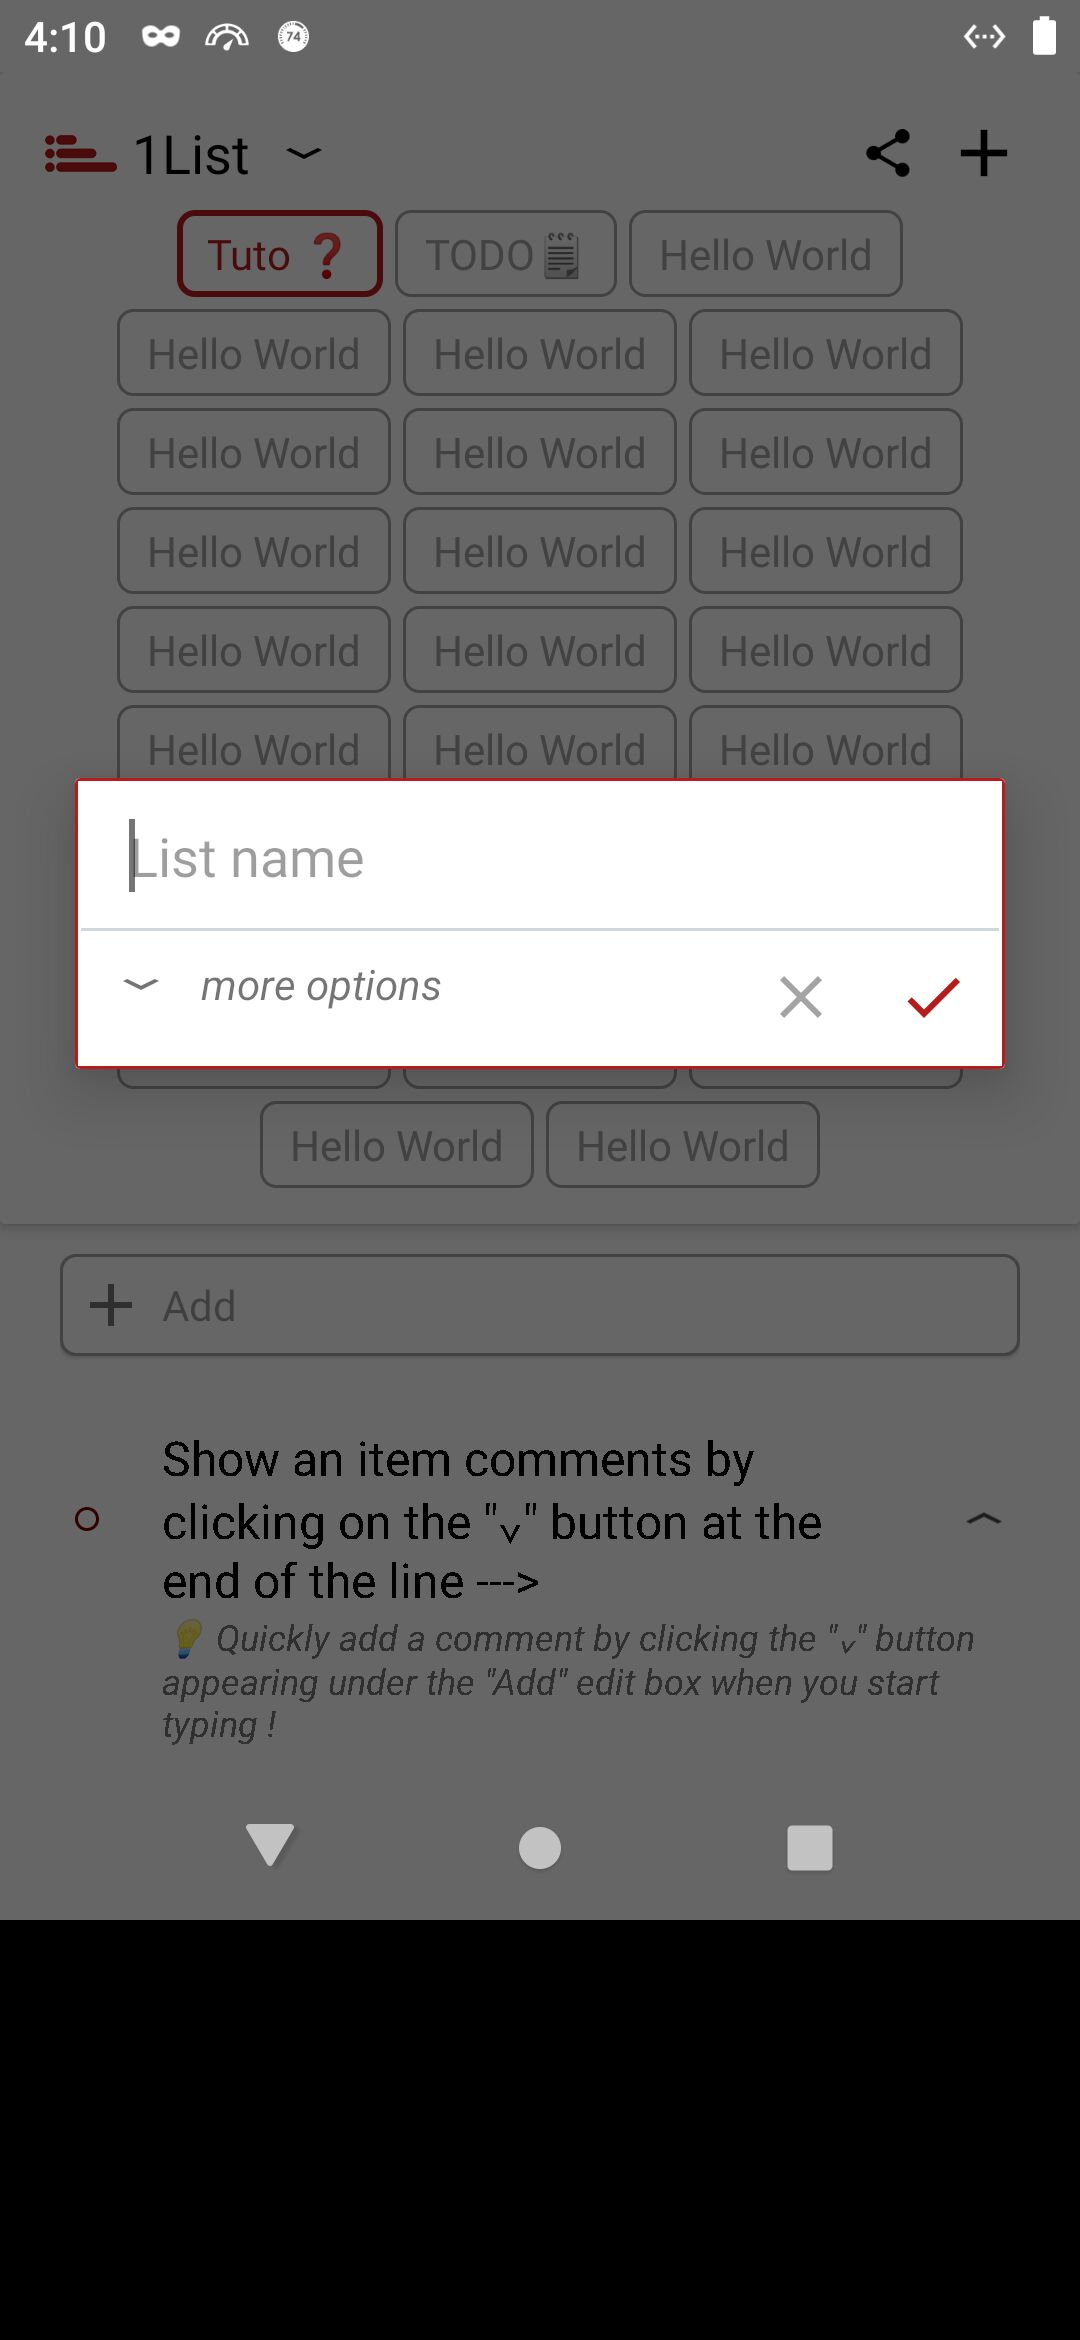 4:10
74
1List
Tuto ❓ TODO🗒 Hello World
Hello World Hello World Hello World
Hello World Hello World Hello World
Hello World Hello World Hello World
Hello World Hello World Hello World
Hello World Hello World Hello World
List name
more options
Hello World Hello World
Add
Show an item comments by
clicking on the "v" button at the
end of the line --->
💡 Quickly add a comment by clicking the "v" button
appearing under the "Add" edit box when you start
typing !